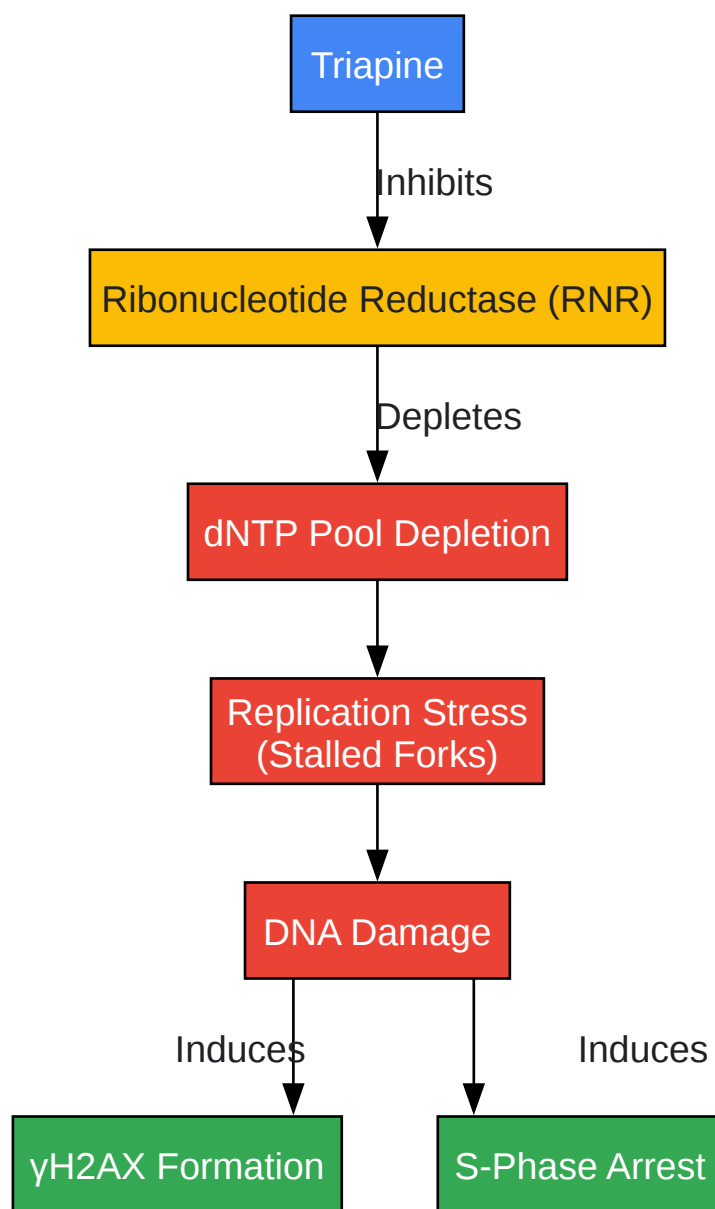 Triapine
Inhibits
Ribonucleotide Reductase (RNR)
Depletes
dNTP Pool Depletion
Replication Stress
(Stalled Forks)
DNA Damage
Induces
Induces
γH2AX Formation
S-Phase Arrest